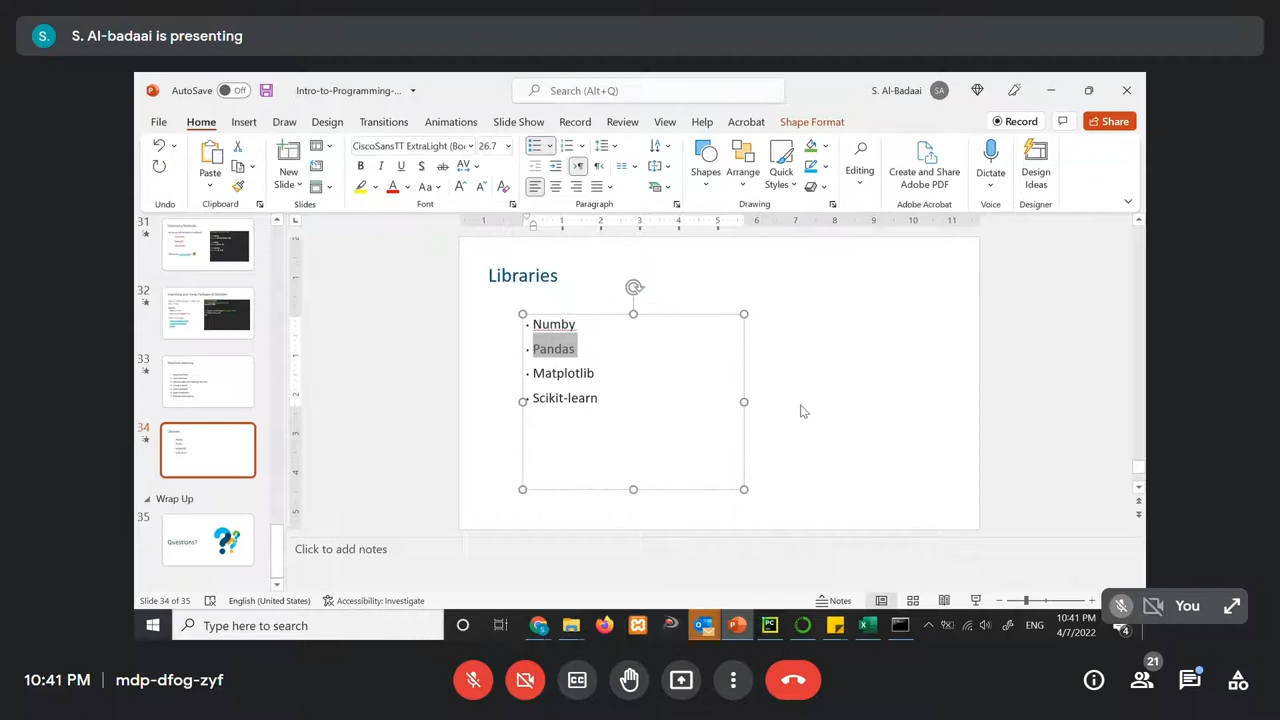 S. S. Al-badaai is presenting
AutoSave Off Intro-to-Programming-... Search (Alt+Q) S. Al-Badaai SA
File Home Insert Draw Design Transitions Animations Slide Show Record Review View Help Acrobat Shape Format Record Share
CiscoSansTT ExtraLight (Boc 26.7
Paste New Slide Shapes Arrange Quick Styles Editing Create and Share Adobe PDF Dictate Design Ideas
Undo Clipboard Slides Font Paragraph Drawing Adobe Acrobat Voice Designer
31
32
33
34
Wrap Up
35
Questions?
Libraries
• Numby
• Pandas
• Matplotlib
• Scikit-learn
Click to add notes
Slide 34 of 35 English (United States) Accessibility: Investigate Notes
You
Type here to search ENG 10:41 PM 4/7/2022 4
10:41 PM mdp-dfog-zyf 21